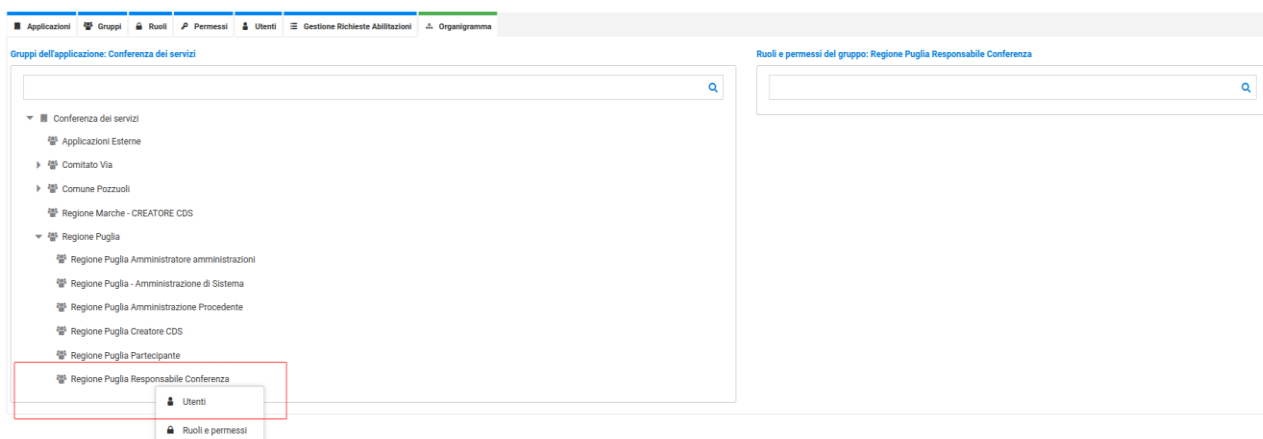 Applicazioni Gruppi Ruoli Permessi Utenti Gestione Richieste Abilitazioni Organigramma
Gruppi dell'applicazione: Conferenza dei servizi
Conferenza dei servizi
Applicazioni Esterne
Comitato Via
Comune Pozzuoli
Regione Marche - CREATORE CDS
Regione Puglia
Regione Puglia Amministratore amministrazioni
Regione Puglia - Amministrazione di Sistema
Regione Puglia Amministrazione Procedente
Regione Puglia Creatore CDS
Regione Puglia Partecipante
Regione Puglia Responsabile Conferenza
Utenti
Ruoli e permessi
Ruoli e permessi del gruppo: Regione Puglia Responsabile Conferenza